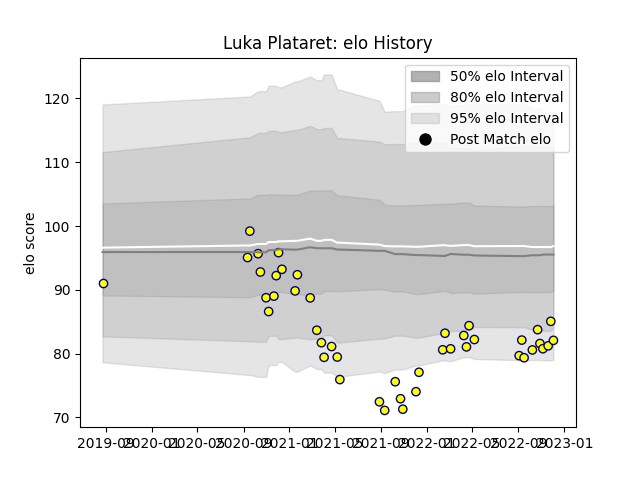 Luka Plataret: elo History
50% elo Interval
80% elo Interval
95% elo Interval
Post Match elo
elo score
120
110
100
90
80
70
2019-09 2020-01 2020-05 2020-09 2021-01 2021-05 2021-09 2022-01 2022-05 2022-09 2023-01